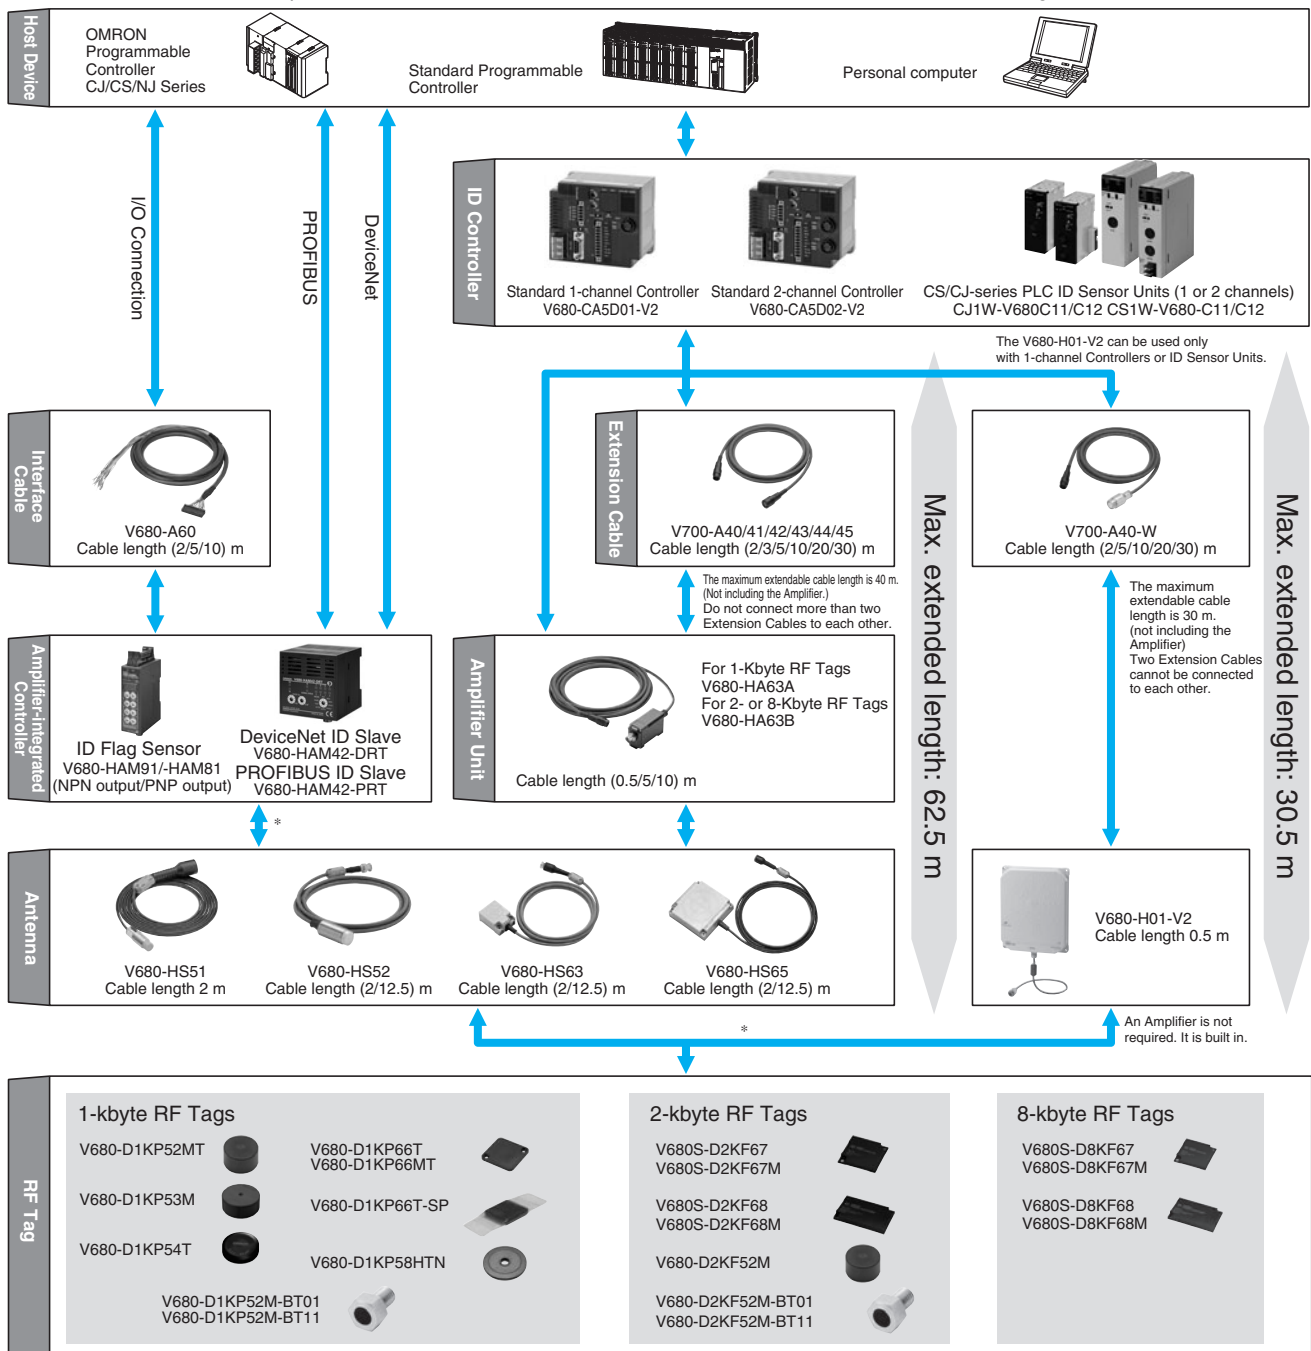 Host Device
OMRON
Programmable
Controller
CJ/CS/NJ Series
Standard Programmable
Controller
Personal computer
I/O Connection
PROFIBUS
DeviceNet
ID Controller
Standard 1-channel Controller
V680-CA5D01-V2
Standard 2-channel Controller
V680-CA5D02-V2
CS/CJ-series PLC ID Sensor Units (1 or 2 channels)
CJ1W-V680C11/C12 CS1W-V680-C11/C12
The V680-H01-V2 can be used only
with 1-channel Controllers or ID Sensor Units.
Interface
Cable
V680-A60
Cable length (2/5/10) m
Extension Cable
V700-A40/41/42/43/44/45
Cable length (2/3/5/10/20/30) m
The maximum extendable cable length is 40 m.
(Not including the Amplifier.)
Do not connect more than two
Extension Cables to each other.
Max. extended length: 62.5 m
V700-A40-W
Cable length (2/5/10/20/30) m
The maximum
extendable cable
length is 30 m.
(not including the
Amplifier)
Two Extension Cables
cannot be connected
to each other.
Max. extended length: 30.5 m
Amplifier-integrated
Controller
ID Flag Sensor
V680-HAM91/-HAM81
(NPN output/PNP output)
DeviceNet ID Slave
V680-HAM42-DRT
PROFIBUS ID Slave
V680-HAM42-PRT
Amplifier Unit
For 1-Kbyte RF Tags
V680-HA63A
For 2- or 8-Kbyte RF Tags
V680-HA63B
Cable length (0.5/5/10) m
*
Antenna
V680-HS51
Cable length 2 m
V680-HS52
Cable length (2/12.5) m
V680-HS63
Cable length (2/12.5) m
V680-HS65
Cable length (2/12.5) m
V680-H01-V2
Cable length 0.5 m
*
An Amplifier is not
required. It is built in.
RF Tag
1-kbyte RF Tags
V680-D1KP52MT
V680-D1KP53M
V680-D1KP54T
V680-D1KP66T
V680-D1KP66MT
V680-D1KP66T-SP
V680-D1KP58HTN
V680-D1KP52M-BT01
V680-D1KP52M-BT11
2-kbyte RF Tags
V680S-D2KF67
V680S-D2KF67M
V680S-D2KF68
V680S-D2KF68M
V680-D2KF52M
V680-D2KF52M-BT01
V680-D2KF52M-BT11
8-kbyte RF Tags
V680S-D8KF67
V680S-D8KF67M
V680S-D8KF68
V680S-D8KF68M